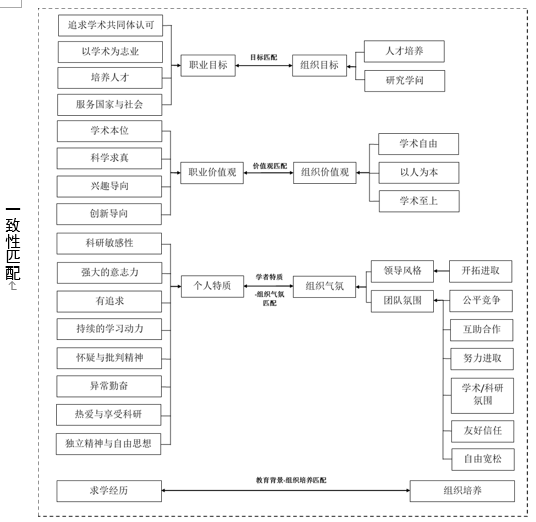 一致性匹配
追求学术共同体认可
以学术为志业
培养人才
服务国家与社会
职业目标
目标匹配
组织目标
人才培养
研究学问
学术本位
科学求真
兴趣导向
创新导向
职业价值观
价值观匹配
组织价值观
学术自由
以人为本
学术至上
科研敏感性
强大的意志力
有追求
持续的学习动力
怀疑与批判精神
异常勤奋
热爱与享受科研
独立精神与自由思想
个人特质
学者特质
-组织气氛
匹配
组织气氛
领导风格
团队氛围
开拓进取
公平竞争
互助合作
努力进取
学术/科研
氛围
友好信任
自由宽松
求学经历
教育背景-组织培养匹配
组织培养